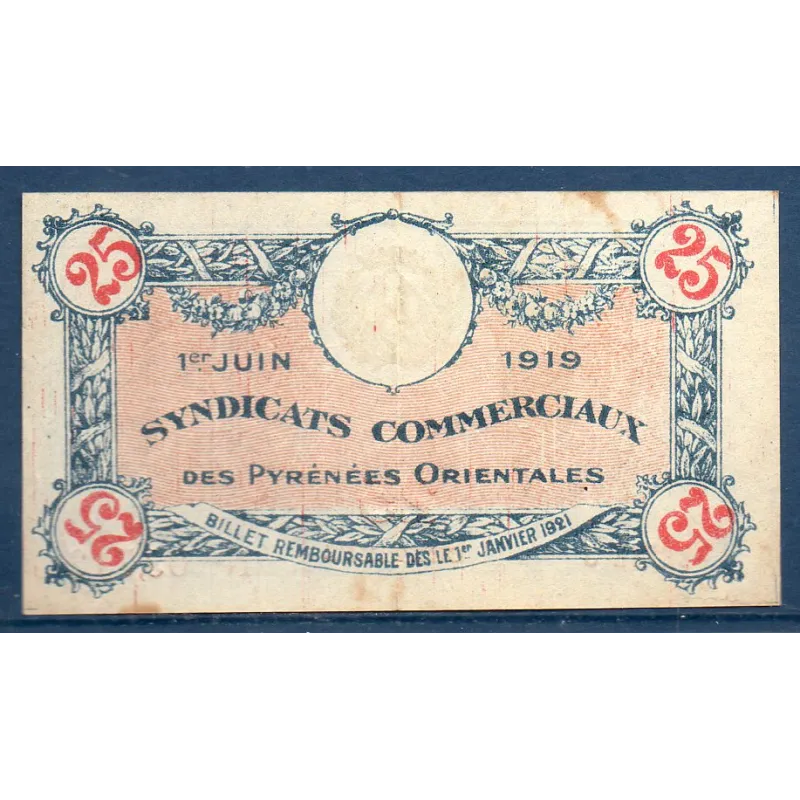 25
25
1er JUIN 1919
SYNDICATS COMMERCIAUX
DES PYRÉNÉES ORIENTALES
25
25
BILLET REMBOURSABLE DÈS LE 1er JANVIER 1921